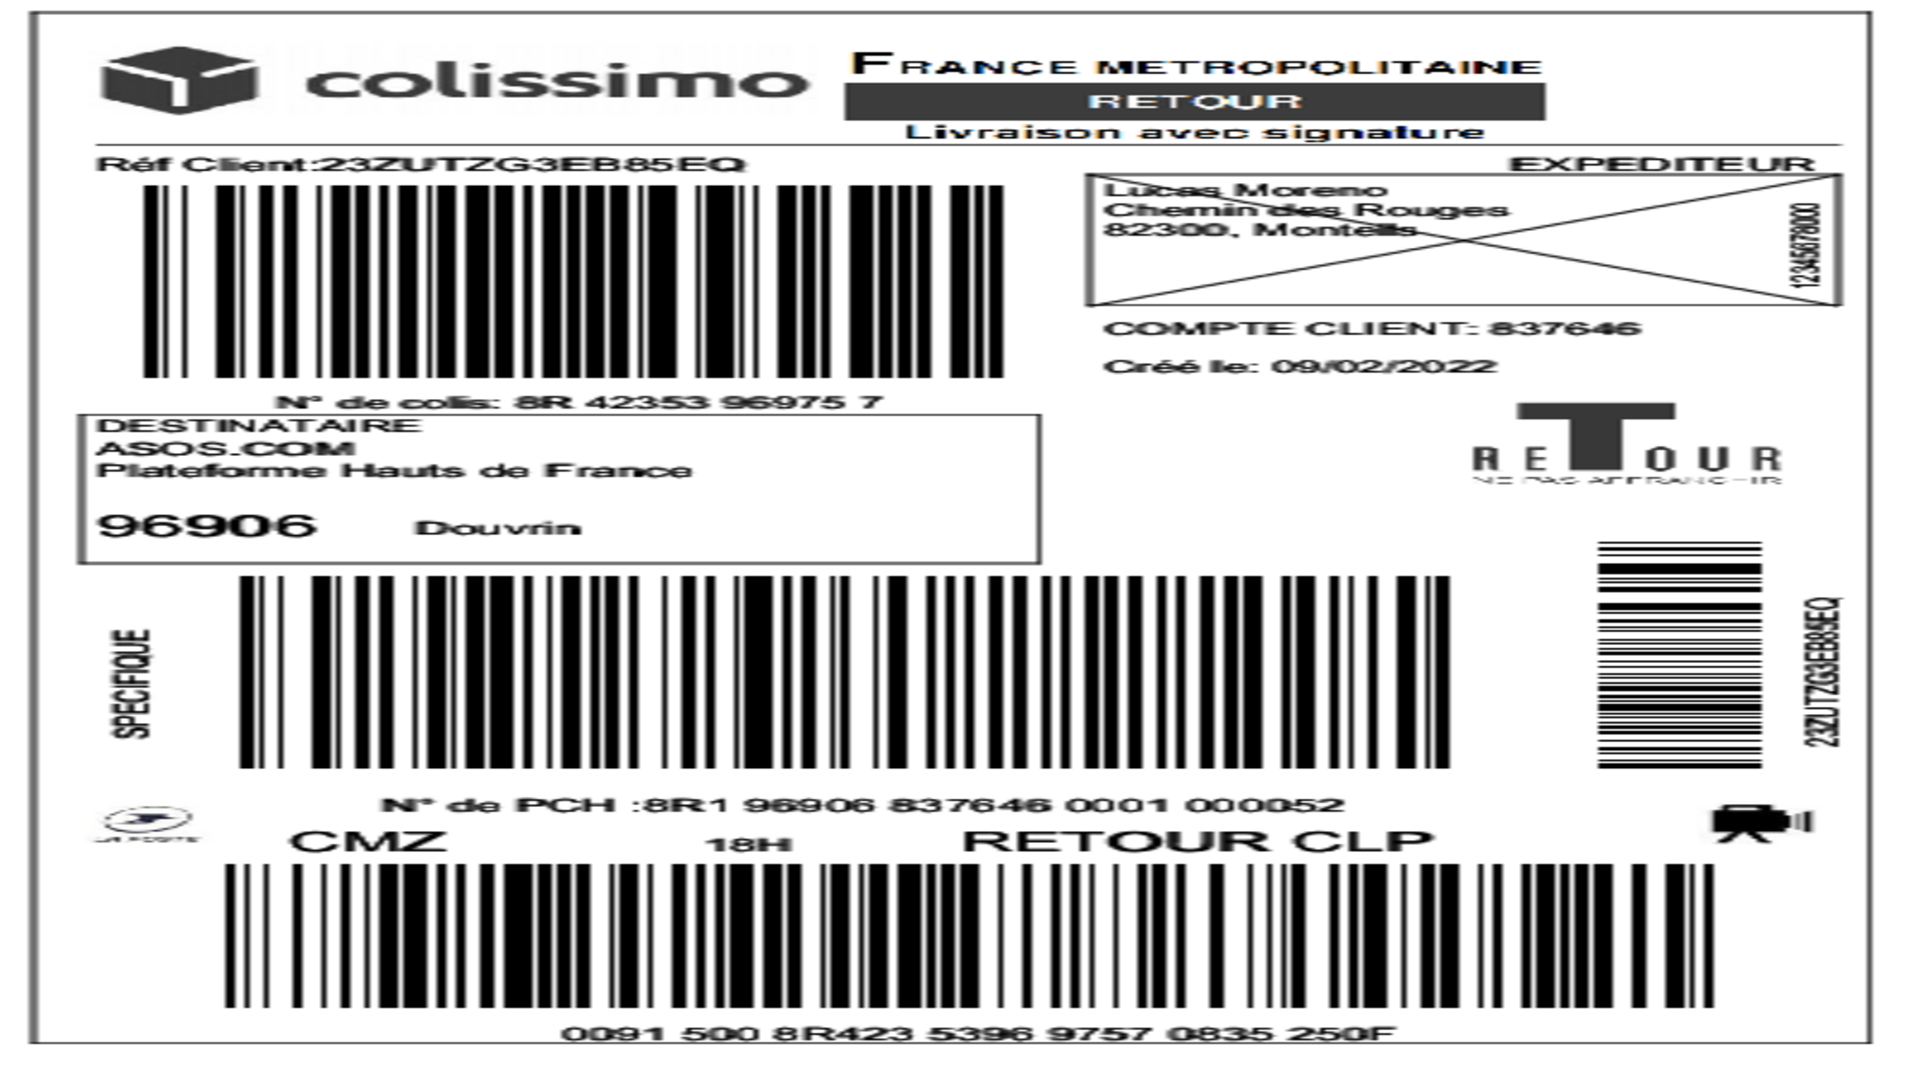 colissimo
FRANCE METROPOLITAINE
RETOUR
Livraison avec signature
Réf Client:23ZUTZG3EB85EQ
EXPEDITEUR
Lucas Moreno
Chemin des Rouges
82300, Monteils
1234567&000
COMPTE CLIENT: 837646
Créé le: 09/02/2022
N° de colis: 8R 42353 96975 7
DESTINATAIRE
ASOS.COM
Plateforme Hauts de France
96906 Douvrin
RETOUR
NE PAS AFFRANCHIR
SPECIFIQUE
23ZUTZG3EB85EQ
N° de PCH :8R1 96906 837646 0001 000052
LA POSTE
CMZ 18H RETOUR CLP
0091 500 8R423 5396 9757 0835 250F